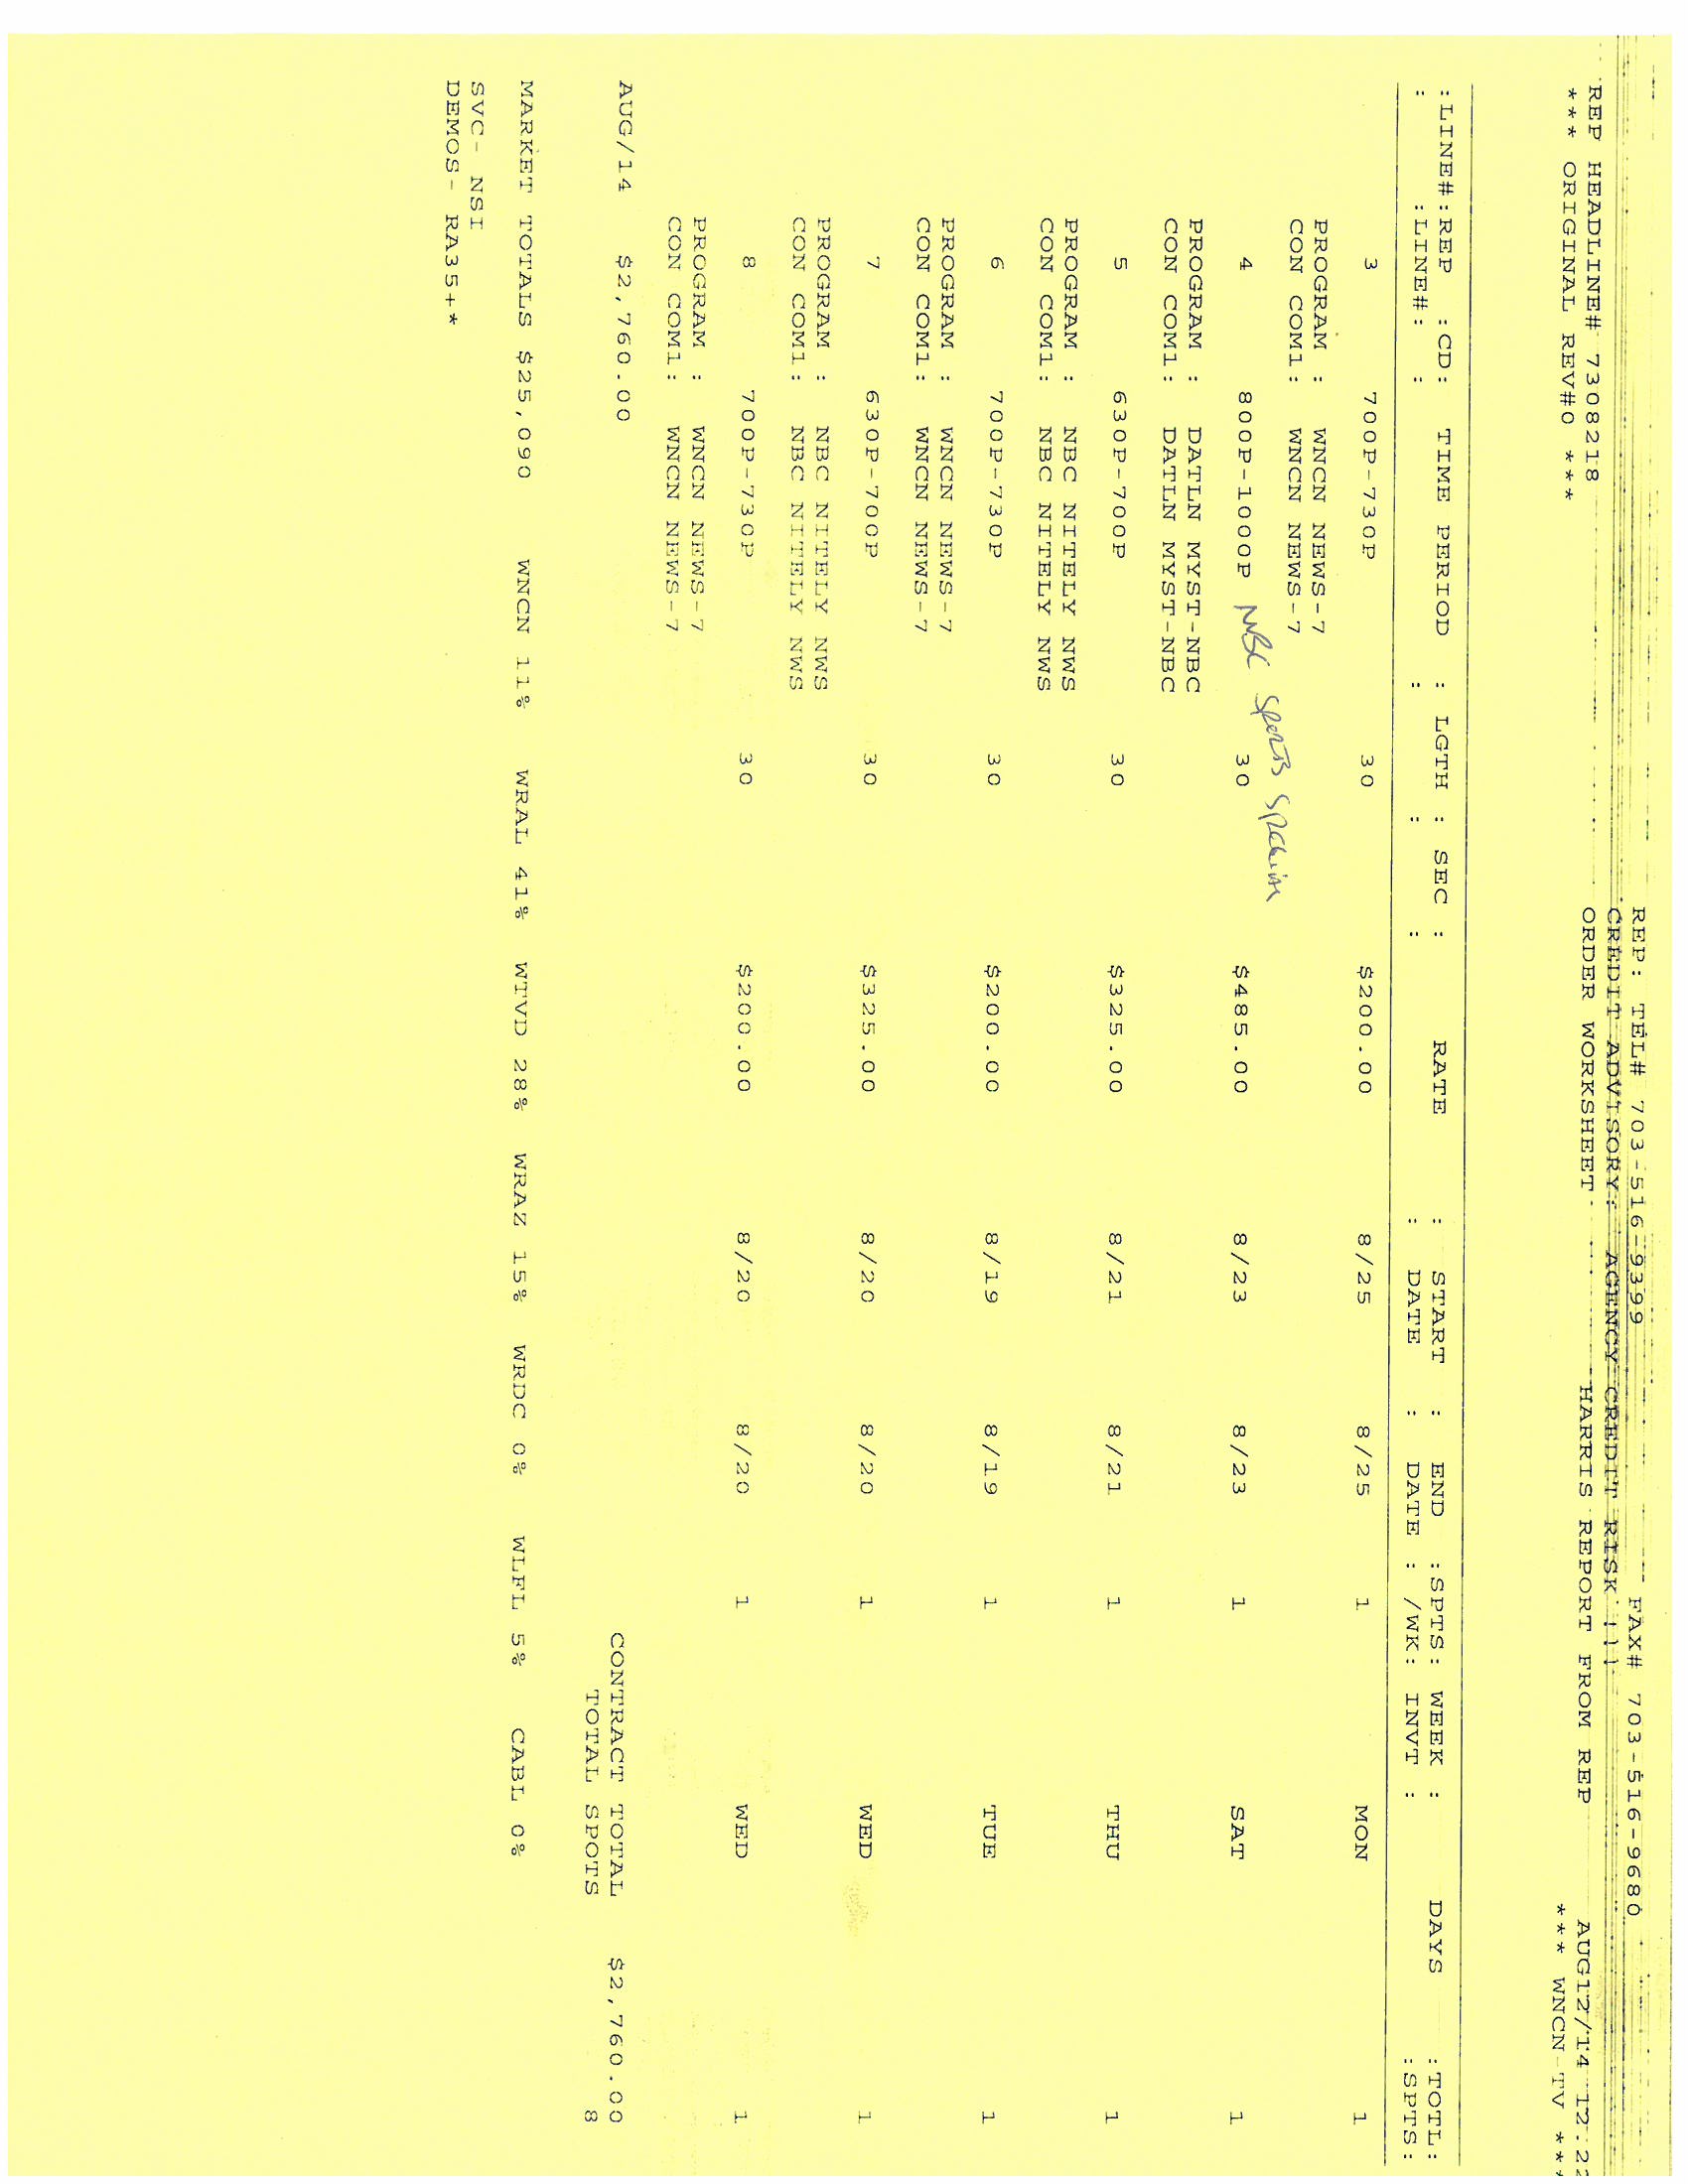 REP: TEL# 703-516-9399 FAX# 703-516-9680
CREDIT ADVISORY: AGENCY CREDIT RISK !!!
REP HEADLINE# 7308218 ORDER WORKSHEET HARRIS REPORT FROM REP AUG12/14 12:22
*** ORIGINAL REV#0 *** *** WNCN-TV ***
:LINE#:REP :CD: TIME PERIOD : LGTH : SEC : RATE : START : END :SPTS: WEEK : DAYS :TOTL:
: :LINE#: : : : : : DATE : DATE : /WK: INVT : :SPTS:
3 700P-730P 30 $200.00 8/25 8/25 1 MON 1
PROGRAM : WNCN NEWS-7
CON COM1: WNCN NEWS-7
NBC Sports Special
4 800P-1000P 30 $485.00 8/23 8/23 1 SAT 1
PROGRAM : DATLN MYST-NBC
CON COM1: DATLN MYST-NBC
5 630P-700P 30 $325.00 8/21 8/21 1 THU 1
PROGRAM : NBC NITELY NWS
CON COM1: NBC NITELY NWS
6 700P-730P 30 $200.00 8/19 8/19 1 TUE 1
PROGRAM : WNCN NEWS-7
CON COM1: WNCN NEWS-7
7 630P-700P 30 $325.00 8/20 8/20 1 WED 1
PROGRAM : NBC NITELY NWS
CON COM1: NBC NITELY NWS
8 700P-730P 30 $200.00 8/20 8/20 1 WED 1
PROGRAM : WNCN NEWS-7
CON COM1: WNCN NEWS-7
AUG/14 $2,760.00 CONTRACT TOTAL $2,760.00
TOTAL SPOTS 8
MARKET TOTALS $25,090 WNCN 11% WRAL 41% WTVD 28% WRAZ 15% WRDC 0% WLFL 5% CABL 0%
SVC- NSI
DEMOS- RA35+*